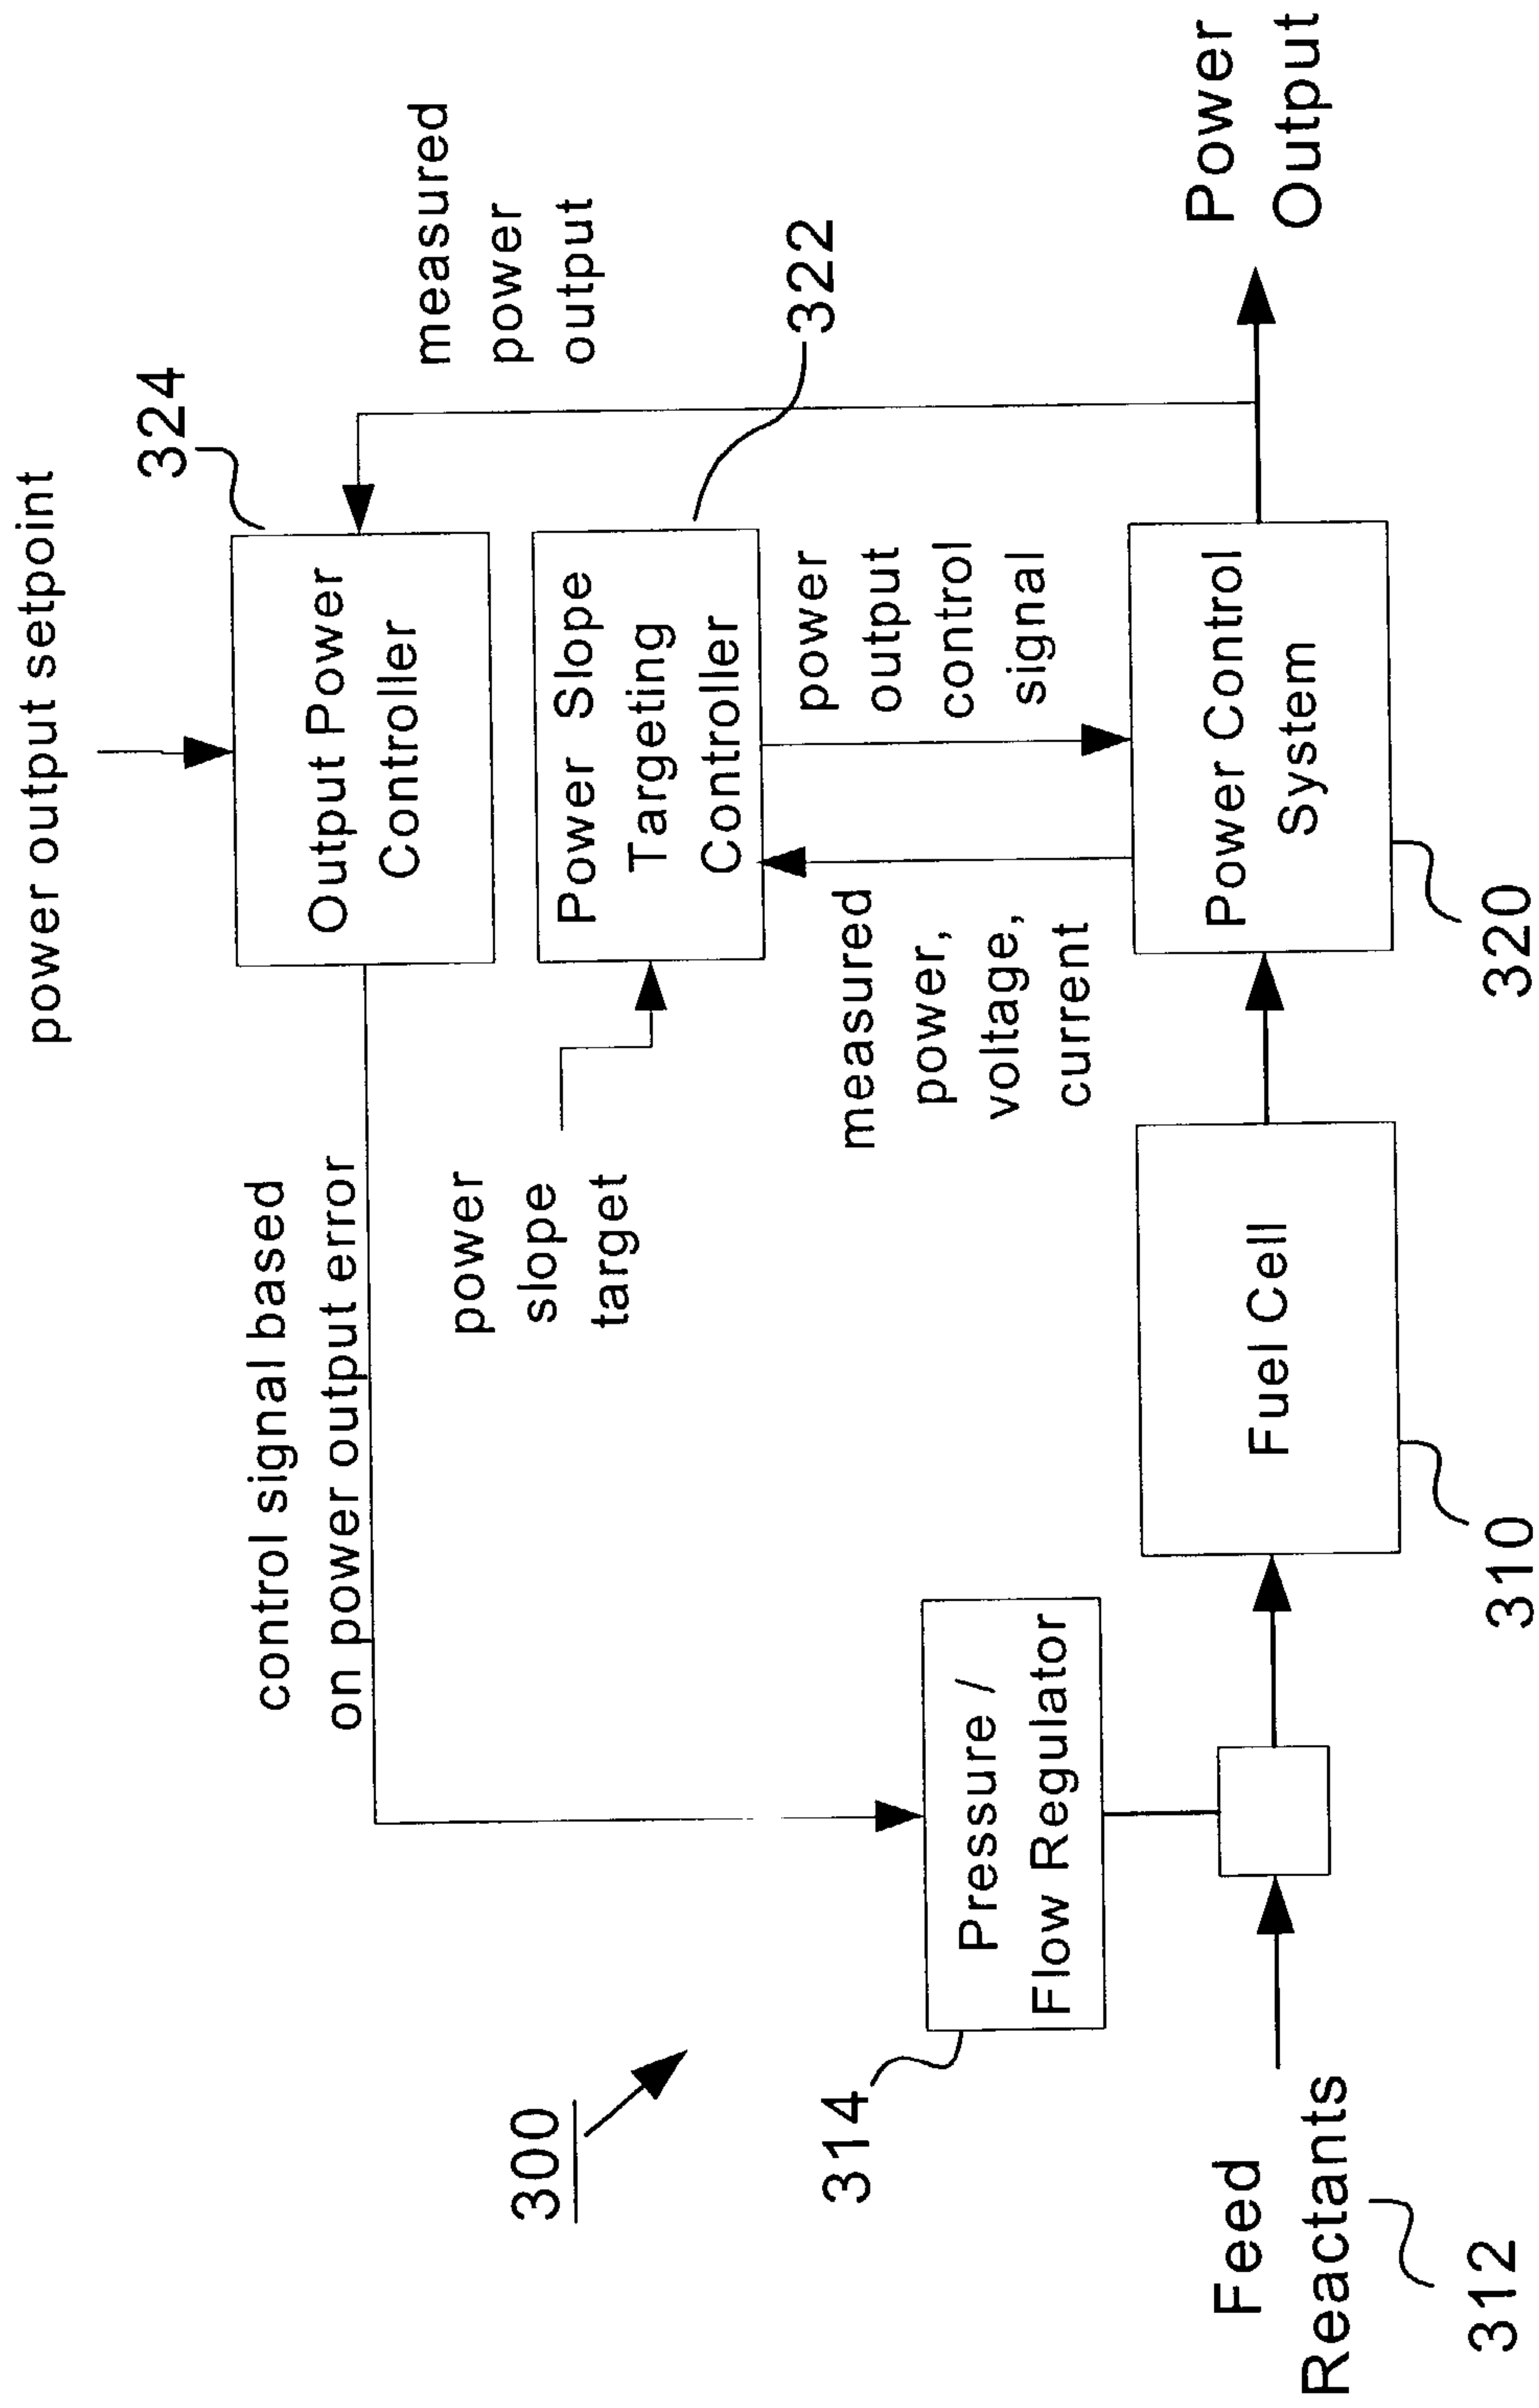 power output setpoint
324
Output Power
Controller
measured
power
output
control signal based
on power output error
power
slope
target
Power Slope
Targeting
Controller
322
measured
power,
voltage,
current
power
output
control
signal
300
314
Pressure /
Flow Regulator
Feed
Reactants
312
Fuel Cell
310
Power Control
System
320
Power
Output